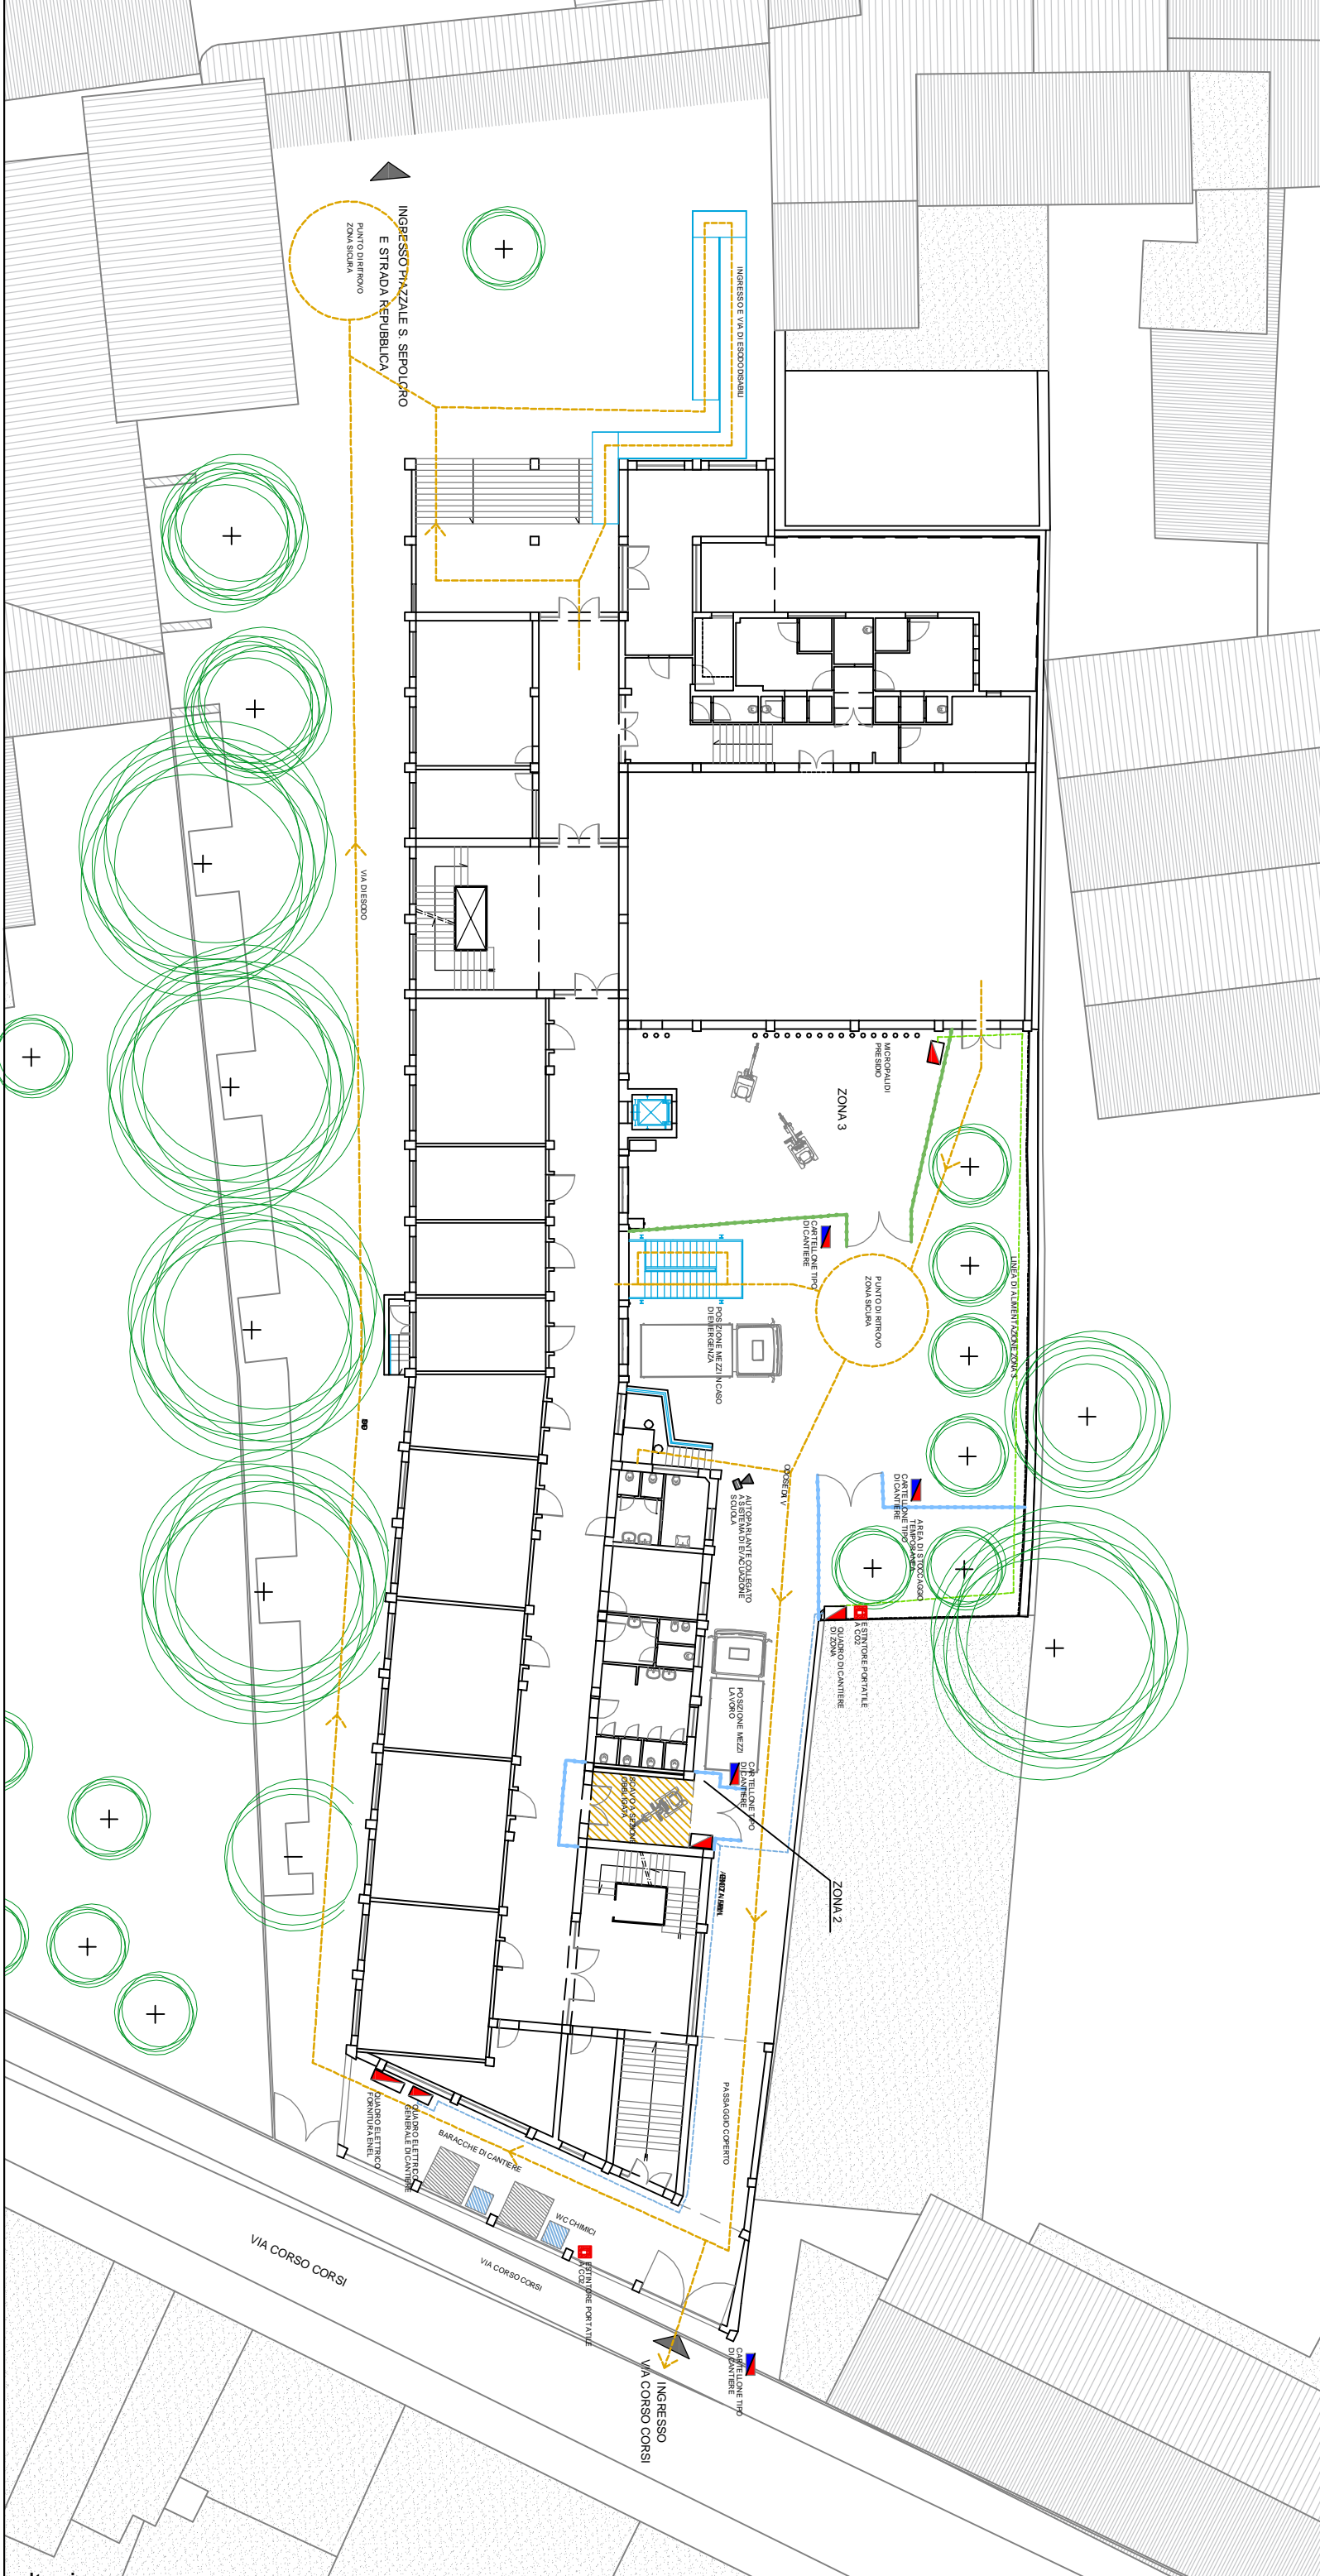 INGRESSO PIAZZALE S. SEPOLCRO
E STRADA REPUBBLICA
PUNTO DI RITROVO
ZONA SICURA
INGRESSO E VIA DI ESODO DISABILI
VIA DI ESODO
MICROPALI DI
PRESIDIO
ZONA 3
CARTELLONE TIPO
DI CANTIERE
PUNTO DI RITROVO
ZONA SICURA
LINEA DI ALIMENTAZIONE ZONA 3
POSIZIONE MEZZI IN CASO
DI EMERGENZA
CARTELLONE TIPO
DI CANTIERE
AREA DI STOCCAGGIO
TEMPORANEA
AUTOPARLANTE COLLEGATO
A SISTEMA DI EVACUAZIONE
SCUOLA
ESTINTORE PORTATILE
A CO2
QUADRO DI CANTIERE
DI ZONA
POSIZIONE MEZZI
LAVORO
CARTELLONE TIPO
DI CANTIERE
SCAVO A SEZIONE
OBBLIGATA
ZONA 2
PASSAGGIO COPERTO
QUADRO ELETTRICO
FORNITURA ENEL
QUADRO ELETTRICO
GENERALE DI CANTIERE
BARACCHE DI CANTIERE
WC CHIMICI
ESTINTORE PORTATILE
A CO2
VIA CORSO CORSI
VIA CORSO CORSI
CARTELLONE TIPO
DI CANTIERE
INGRESSO
VIA CORSO CORSI